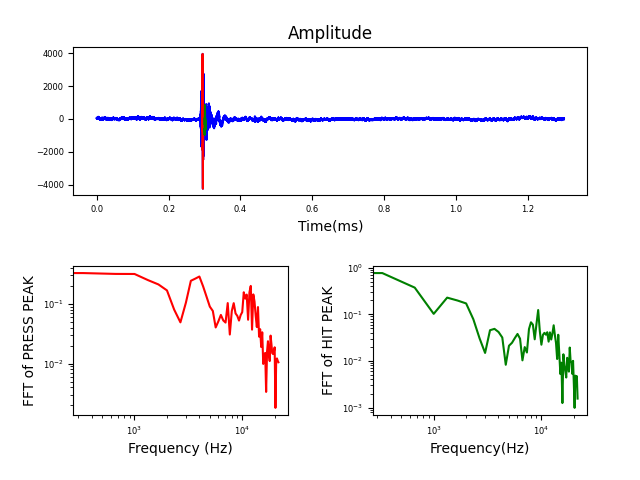 Amplitude
4000
2000
0
−2000
−4000
0.0 0.2 0.4 0.6 0.8 1.0 1.2
Time(ms)
FFT of PRESS PEAK
10⁻¹
10⁻²
10³ 10⁴
Frequency (Hz)
FFT of HIT PEAK
10⁰
10⁻¹
10⁻²
10⁻³
10³ 10⁴
Frequency(Hz)